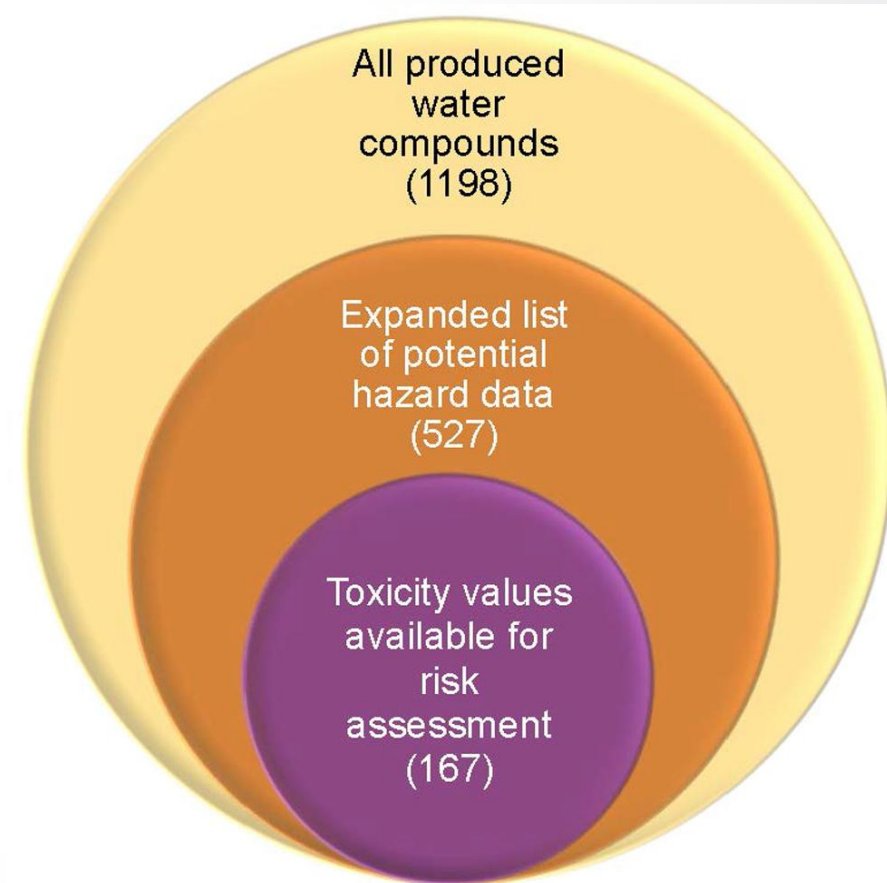 All produced
water
compounds
(1198)
Expanded list
of potential
hazard data
(527)
Toxicity values
available for
risk
assessment
(167)